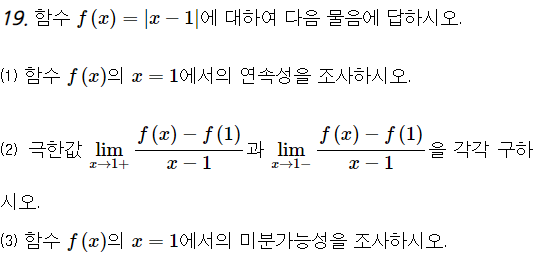 19. 함수 f(x) = |x − 1|에 대하여 다음 물음에 답하시오.
(1) 함수 f(x)의 x = 1에서의 연속성을 조사하시오.
(2) 극한값 lim_{x→1+} \frac{f(x) − f(1)}{x − 1}과 lim_{x→1−} \frac{f(x) − f(1)}{x − 1}을 각각 구하
시오.
(3) 함수 f(x)의 x = 1에서의 미분가능성을 조사하시오.